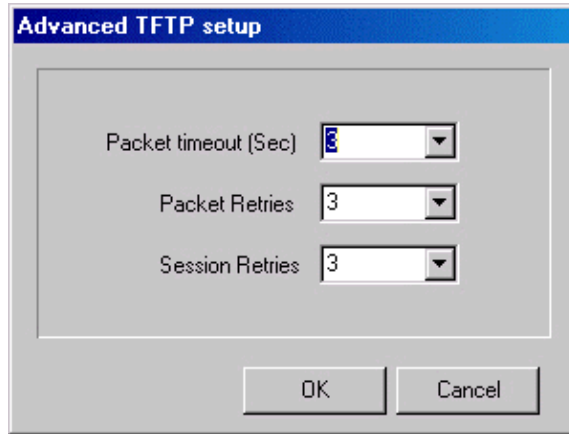 Advanced TFTP setup
Packet timeout (Sec) 3
Packet Retries 3
Session Retries 3
OK Cancel